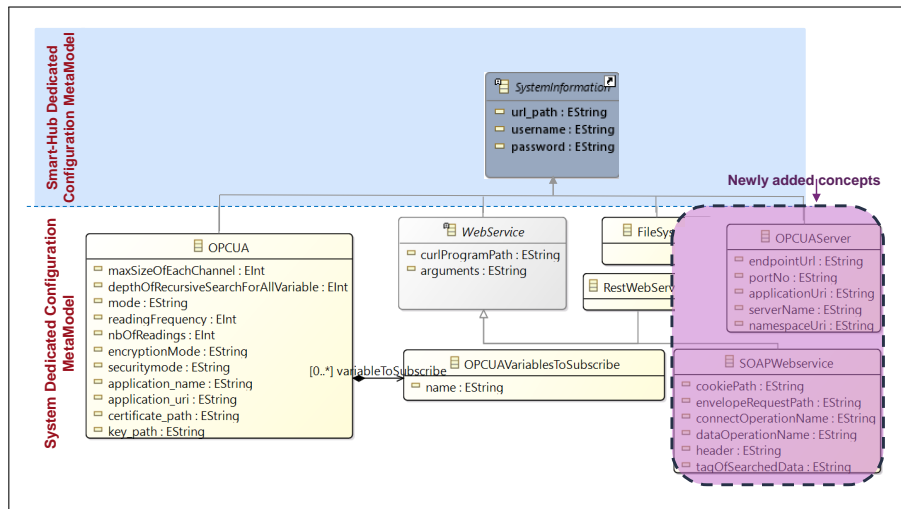 Smart-Hub Dedicated
Configuration MetaModel
SystemInformation
url_path : EString
username : EString
password : EString
Newly added concepts
System Dedicated Configuration
MetaModel
OPCUA
maxSizeOfEachChannel : EInt
depthOfRecursiveSearchForAllVariable : EInt
mode : EString
readingFrequency : EInt
nbOfReadings : EInt
encryptionMode : EString
securitymode : EString
application_name : EString
application_uri : EString
certificate_path : EString
key_path : EString
[0..*] variableToSubscribe
WebService
curlProgramPath : EString
arguments : EString
FileSy
RestWebServ
OPCUAVariablesToSubscribe
name : EString
OPCUAServer
endpointUrl : EString
portNo : EString
applicationUri : EString
serverName : EString
namespaceUri : EString
SOAPWebservice
cookiePath : EString
envelopeRequestPath : EString
connectOperationName : EString
dataOperationName : EString
header : EString
tagOfSearchedData : EString